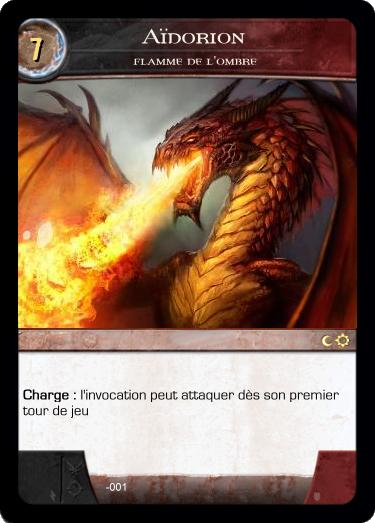 7
Aïdorion
flamme de l'ombre
Charge : l'invocation peut attaquer dès son premier
tour de jeu
-001